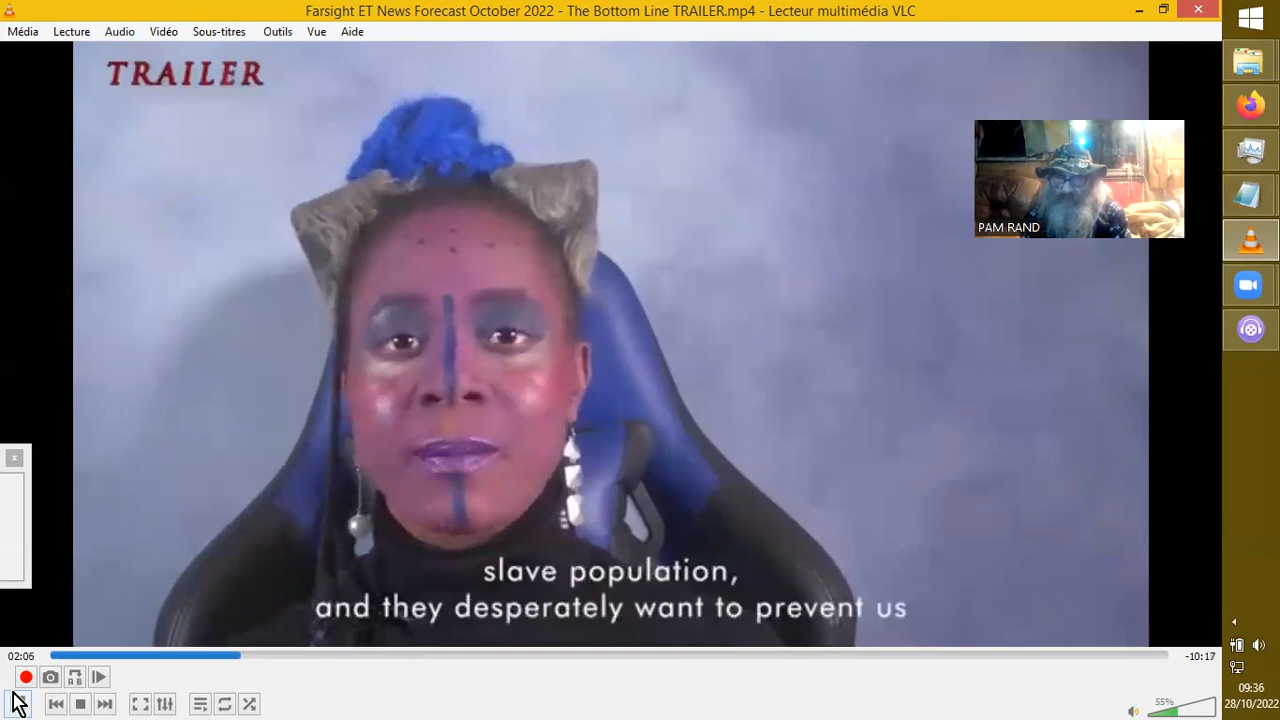 Farsight ET News Forecast October 2022 - The Bottom Line TRAILER.mp4 - Lecteur multimédia VLC
Média Lecture Audio Vidéo Sous-titres Outils Vue Aide
TRAILER
PAM RAND
slave population,
and they desperately want to prevent us
02:06
-10:17
55%
09:36
28/10/2022